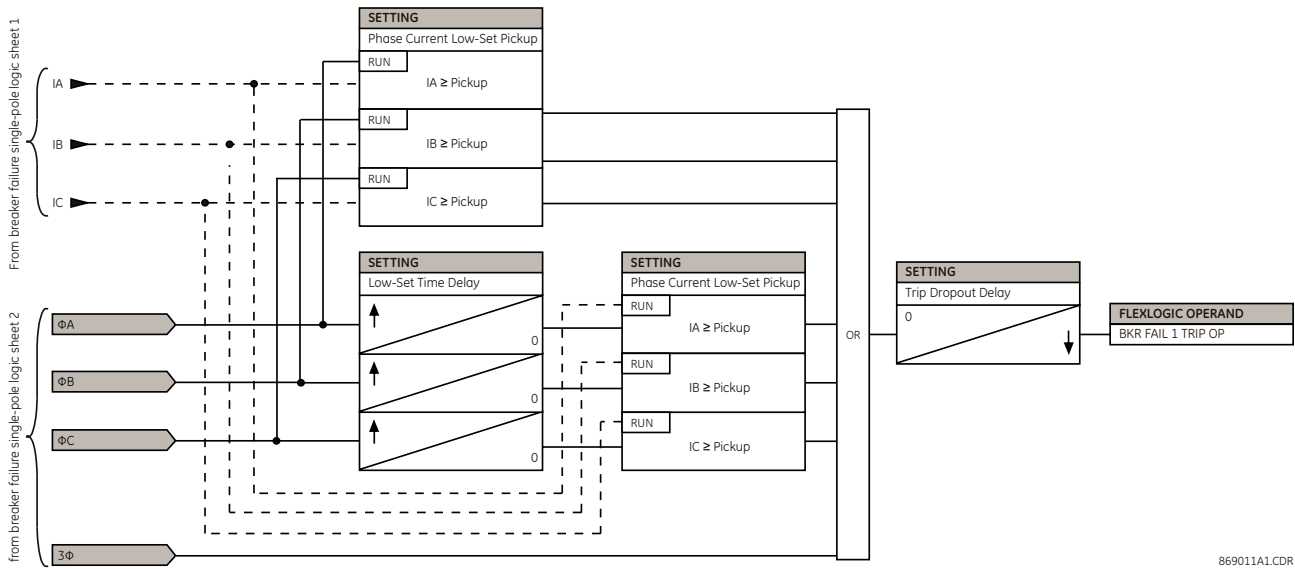 From breaker failure single-pole logic sheet 1
IA
IB
IC
SETTING
Phase Current Low-Set Pickup
RUN
IA ≥ Pickup
RUN
IB ≥ Pickup
RUN
IC ≥ Pickup
from breaker failure single-pole logic sheet 2
ΦA
ΦB
ΦC
3Φ
SETTING
Low-Set Time Delay
0
0
0
SETTING
Phase Current Low-Set Pickup
RUN
IA ≥ Pickup
RUN
IB ≥ Pickup
RUN
IC ≥ Pickup
OR
SETTING
Trip Dropout Delay
0
FLEXLOGIC OPERAND
BKR FAIL 1 TRIP OP
869011A1.CDR